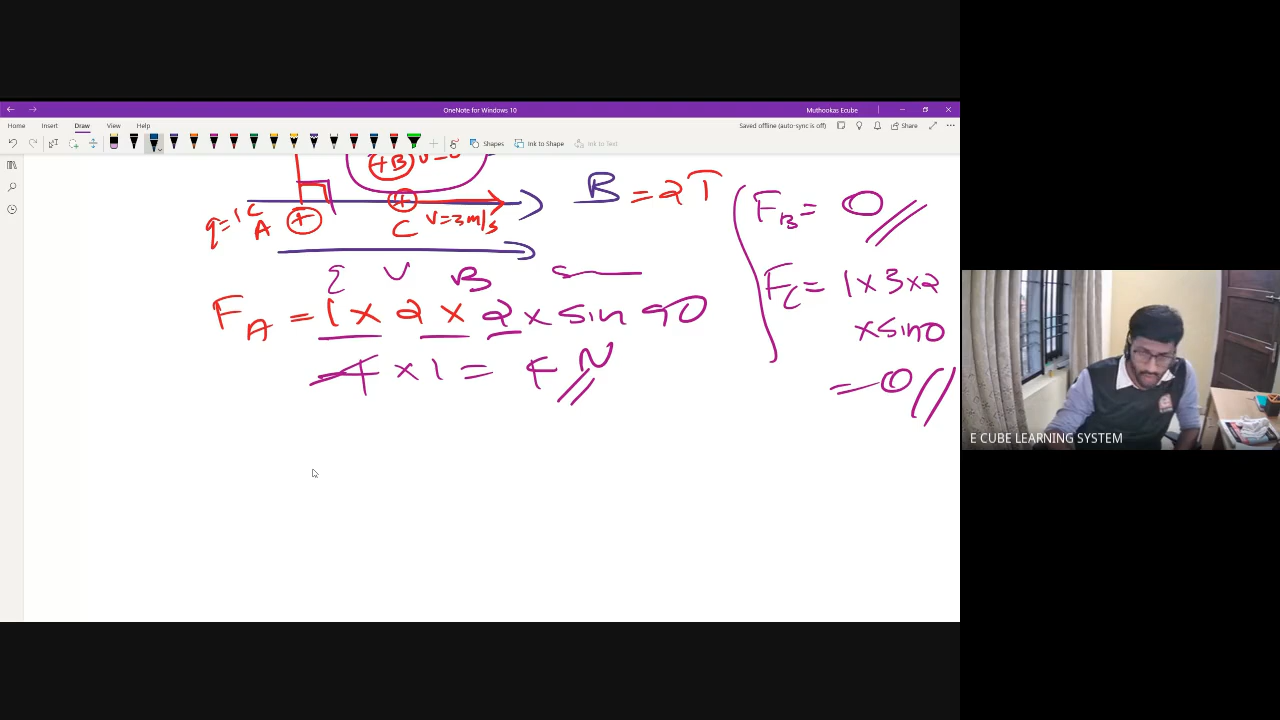 OneNote for Windows 10
Muthookas Ecube
Home Insert Draw View Help
Saved offline (auto-sync is off)
Share
Shapes
Ink to Shape
Ink to Text
+B
q=1C
A
C
V=3m/s
B = 2T
q V B
F_A = 1 x 2 x 2 x sin 90
4 x 1 = 4 N
F_B = 0
F_C = 1 x 3 x 2
x sin 0
= 0
E CUBE LEARNING SYSTEM